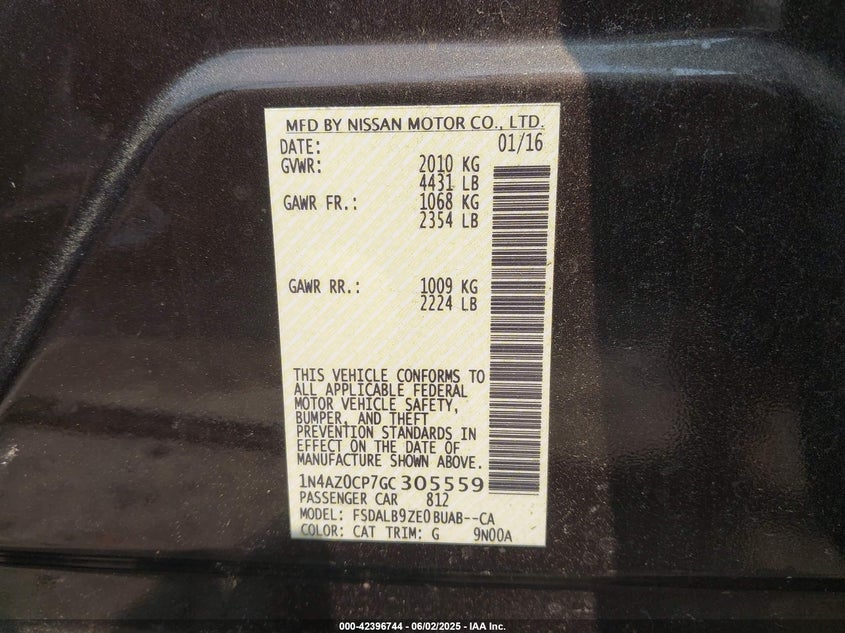 MFD BY NISSAN MOTOR CO., LTD.
DATE: 01/16
GVWR: 2010 KG
4431 LB
GAWR FR.: 1068 KG
2354 LB
GAWR RR.: 1009 KG
2224 LB
THIS VEHICLE CONFORMS TO
ALL APPLICABLE FEDERAL
MOTOR VEHICLE SAFETY,
BUMPER, AND THEFT
PREVENTION STANDARDS IN
EFFECT ON THE DATE OF
MANUFACTURE SHOWN ABOVE.
1N4AZ0CP7GC305559
PASSENGER CAR 812
MODEL: FSDALB9ZE0BUAB--CA
COLOR: CAT TRIM: G 9N00A
000-42396744 - 06/02/2025 - IAA Inc.